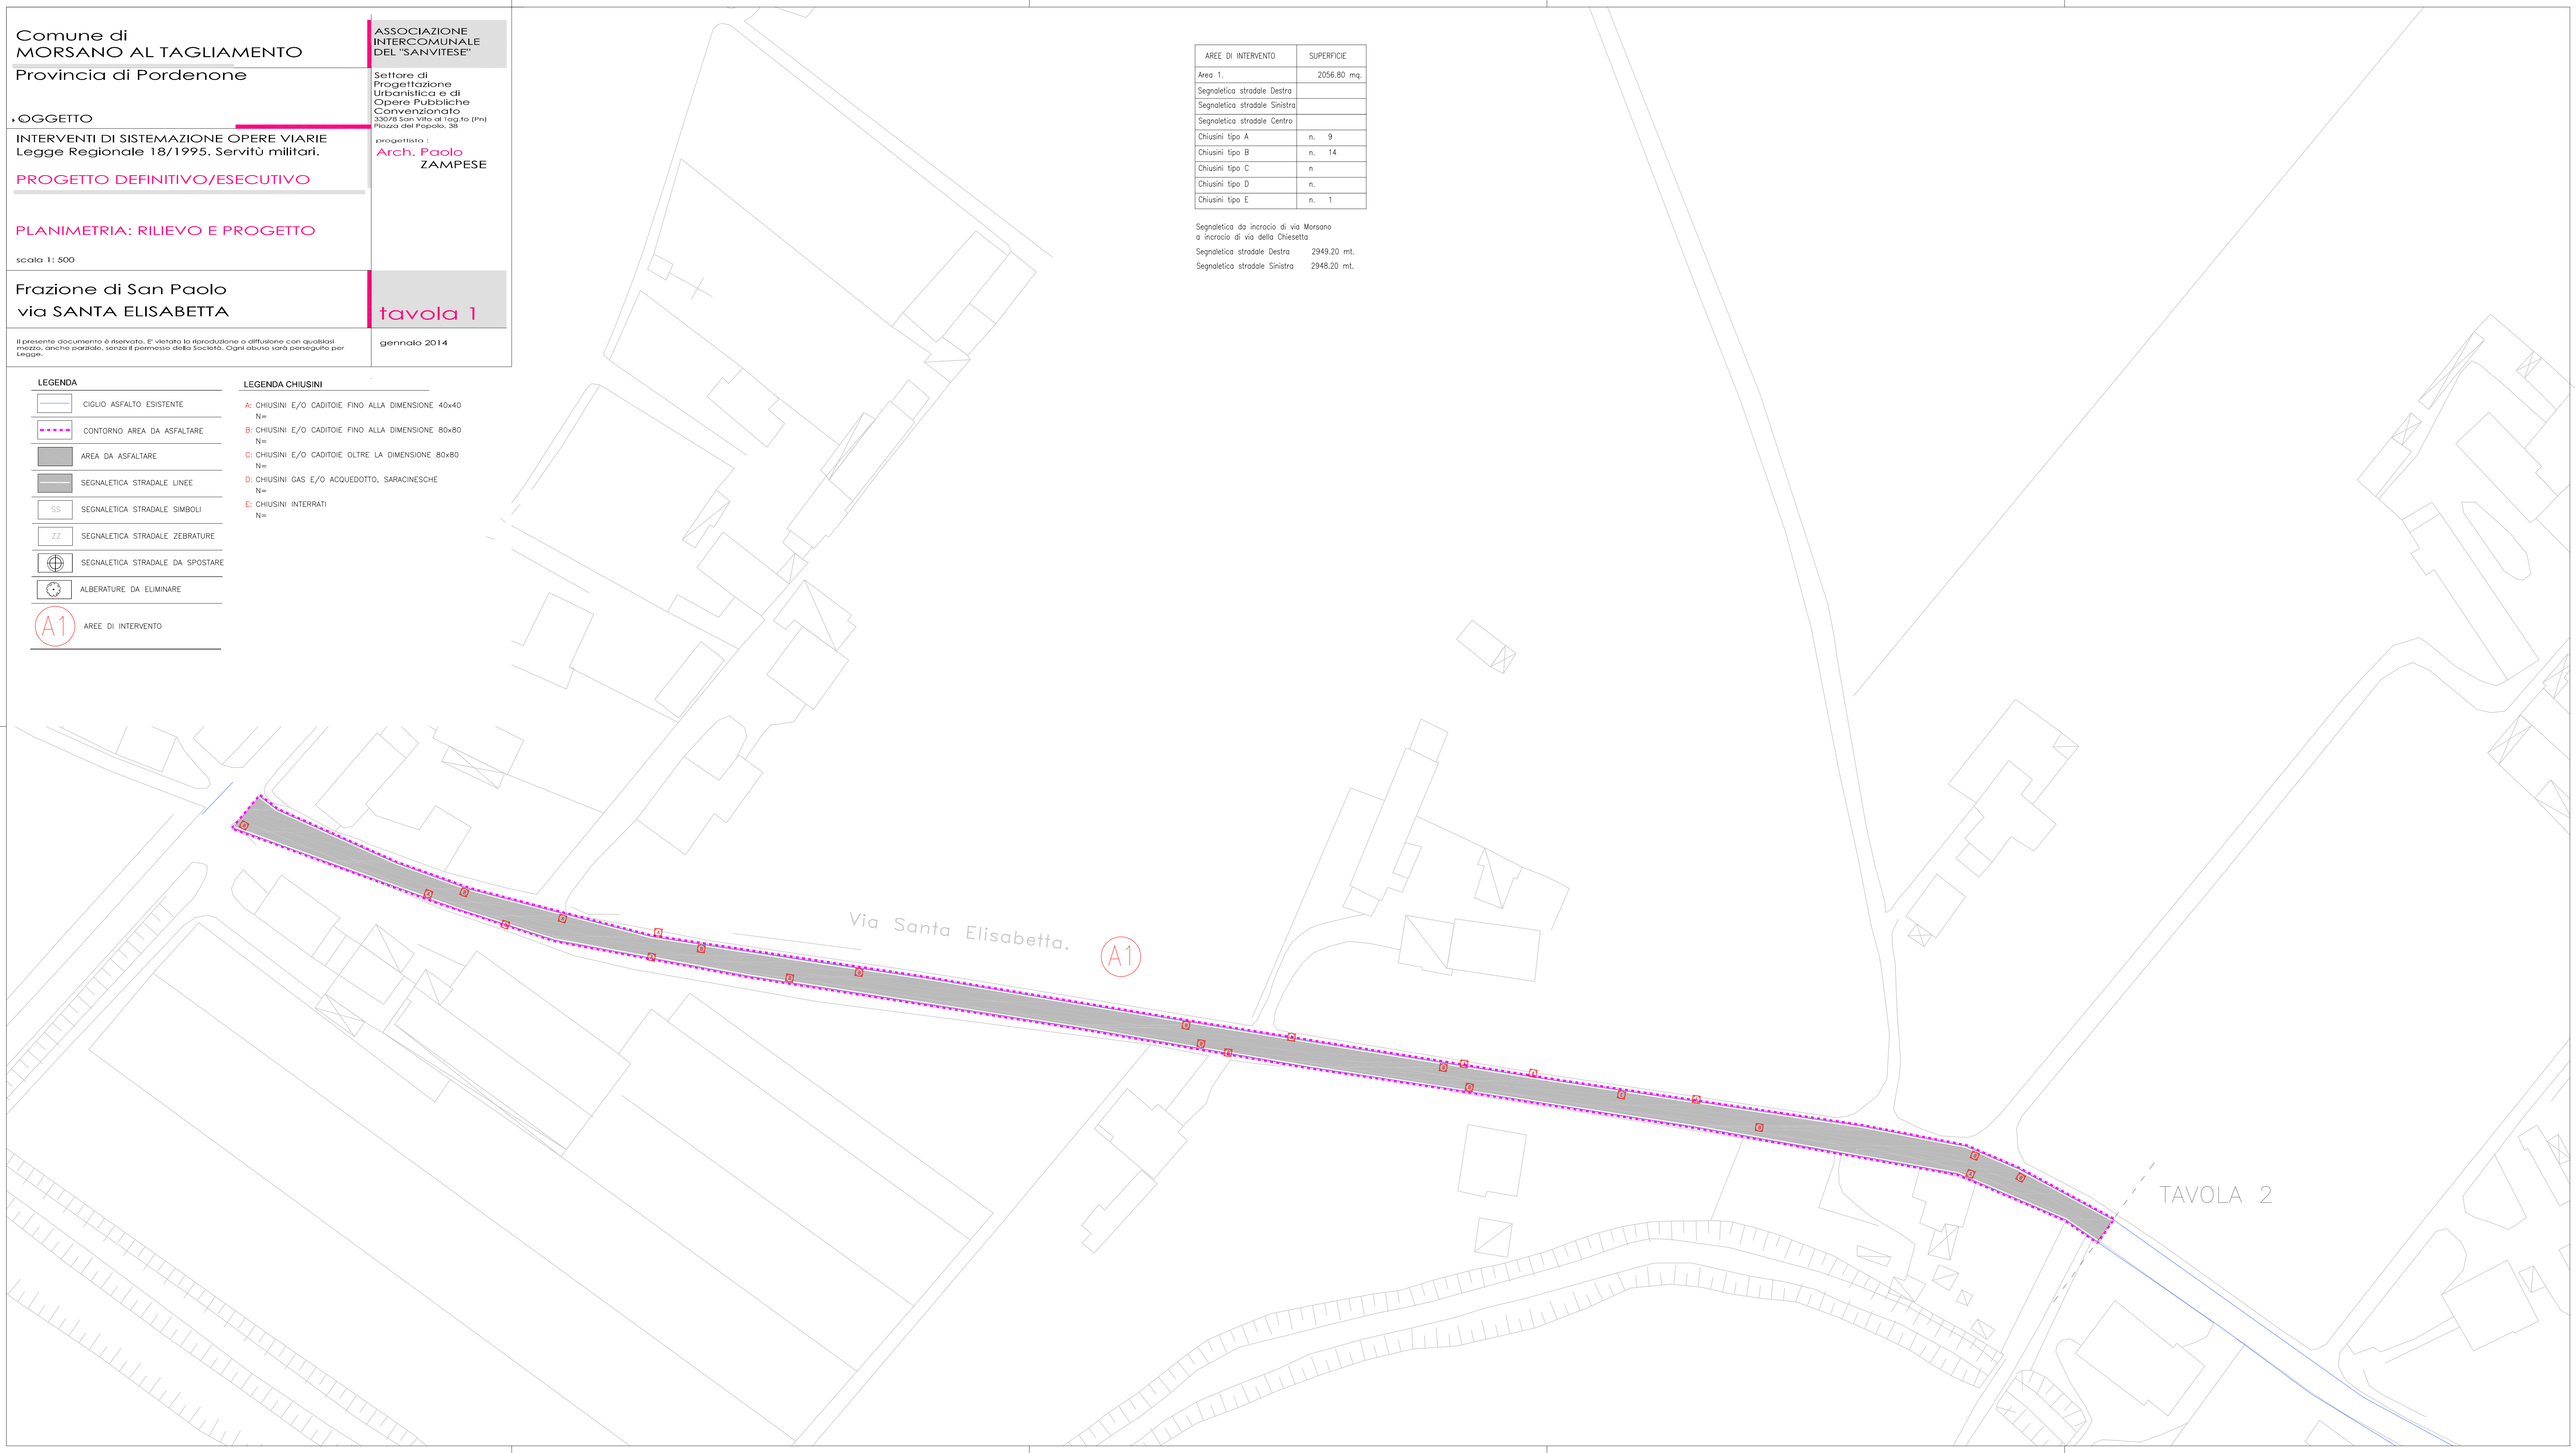 Comune di
MORSANO AL TAGLIAMENTO
Provincia di Pordenone
OGGETTO
INTERVENTI DI SISTEMAZIONE OPERE VIARIE
Legge Regionale 18/1995. Servitù militari.
PROGETTO DEFINITIVO/ESECUTIVO
PLANIMETRIA: RILIEVO E PROGETTO
scala 1: 500
Frazione di San Paolo
via SANTA ELISABETTA
Il presente documento è riservato. E' vietata la riproduzione o diffusione con qualsiasi
mezzo, anche parziale, senza il permesso della Società. Ogni abuso sarà perseguito per
Legge.
ASSOCIAZIONE
INTERCOMUNALE
DEL "SANVITESE"
Settore di
Progettazione
Urbanistica e di
Opere Pubbliche
Convenzionato
33078 San Vito al Tag.to (Pn)
Piazza del Popolo, 38
progettista :
Arch. Paolo
ZAMPESE
tavola 1
gennaio 2014
LEGENDA
CIGLIO ASFALTO ESISTENTE
CONTORNO AREA DA ASFALTARE
AREA DA ASFALTARE
SEGNALETICA STRADALE LINEE
SS SEGNALETICA STRADALE SIMBOLI
ZZ SEGNALETICA STRADALE ZEBRATURE
SEGNALETICA STRADALE DA SPOSTARE
ALBERATURE DA ELIMINARE
A1 AREE DI INTERVENTO
LEGENDA CHIUSINI
A: CHIUSINI E/O CADITOIE FINO ALLA DIMENSIONE 40x40
N=
B: CHIUSINI E/O CADITOIE FINO ALLA DIMENSIONE 80x80
N=
C: CHIUSINI E/O CADITOIE OLTRE LA DIMENSIONE 80x80
N=
D: CHIUSINI GAS E/O ACQUEDOTTO, SARACINESCHE
N=
E: CHIUSINI INTERRATI
N=
AREE DI INTERVENTO SUPERFICIE
Area 1. 2056.80 mq.
Segnaletica stradale Destra
Segnaletica stradale Sinistra
Segnaletica stradale Centro
Chiusini tipo A n. 9
Chiusini tipo B n. 14
Chiusini tipo C n
Chiusini tipo D n.
Chiusini tipo E n. 1
Segnaletica da incrocio di via Morsano
a incrocio di via della Chiesetta
Segnaletica stradale Destra 2949.20 mt.
Segnaletica stradale Sinistra 2948.20 mt.
Via Santa Elisabetta.
A1
TAVOLA 2